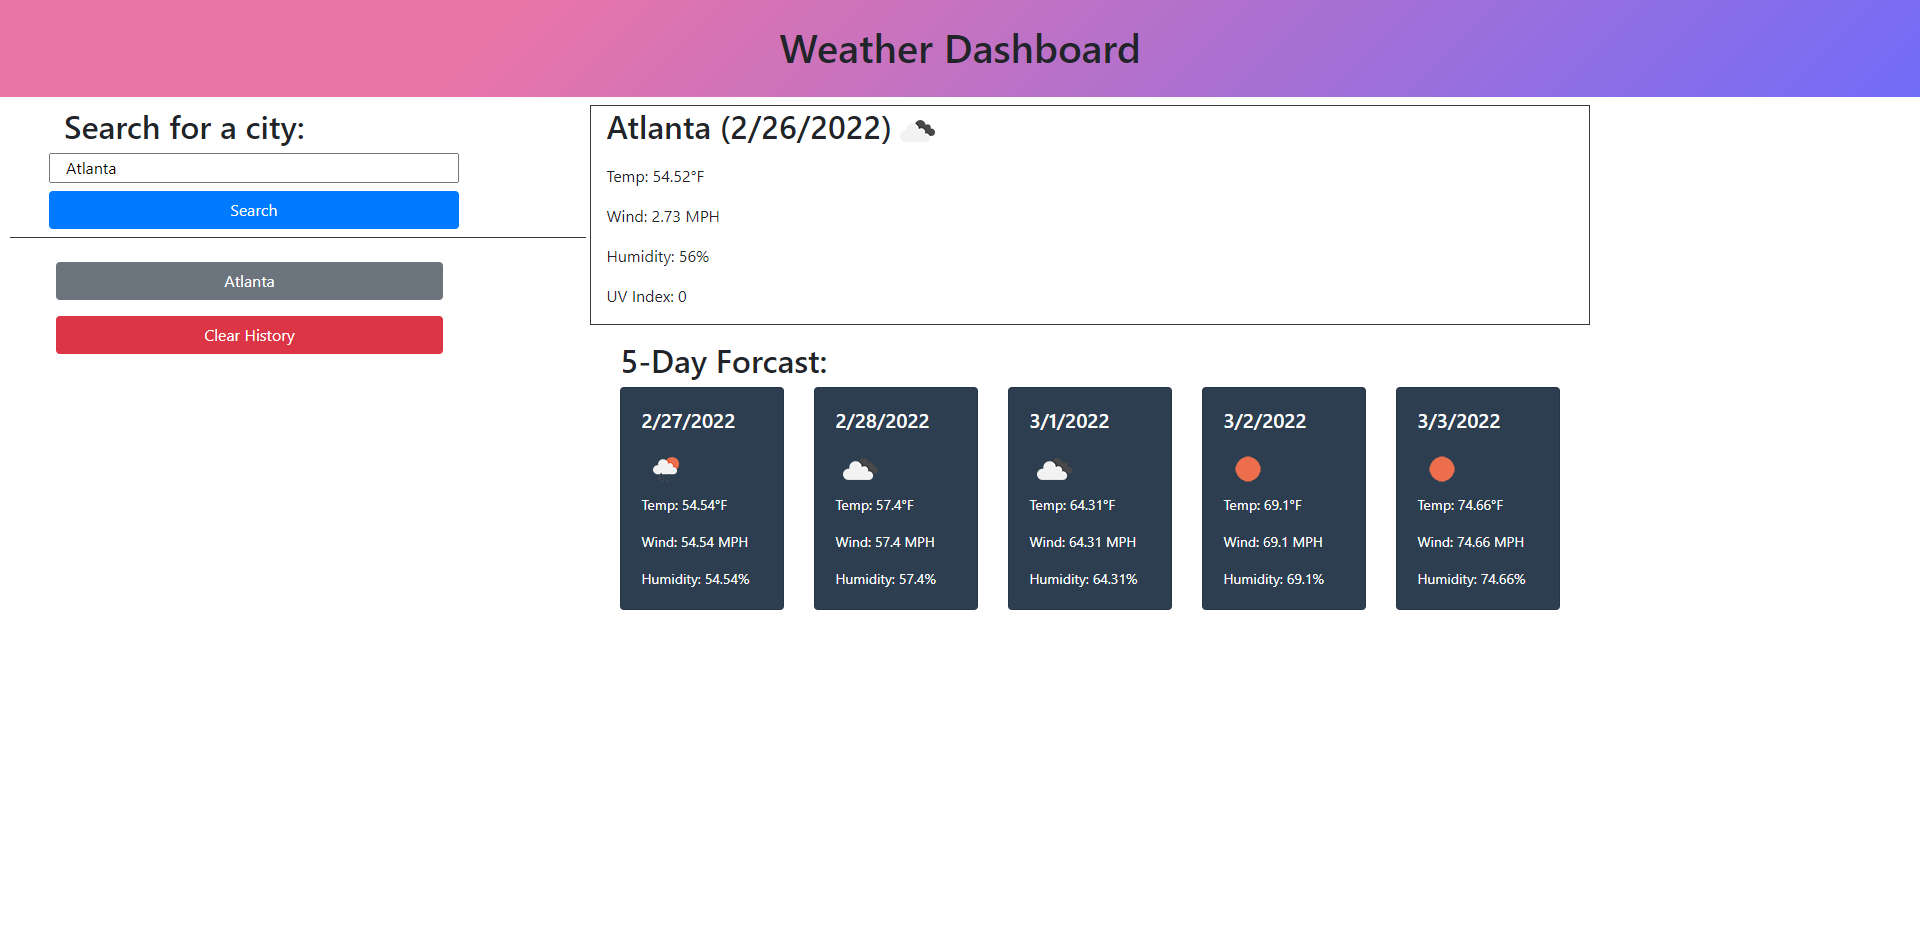 Weather Dashboard
Search for a city:
Atlanta
Search
Atlanta
Clear History
Atlanta (2/26/2022)
Temp: 54.52°F
Wind: 2.73 MPH
Humidity: 56%
UV Index: 0
5-Day Forcast:
2/27/2022
Temp: 54.54°F
Wind: 54.54 MPH
Humidity: 54.54%
2/28/2022
Temp: 57.4°F
Wind: 57.4 MPH
Humidity: 57.4%
3/1/2022
Temp: 64.31°F
Wind: 64.31 MPH
Humidity: 64.31%
3/2/2022
Temp: 69.1°F
Wind: 69.1 MPH
Humidity: 69.1%
3/3/2022
Temp: 74.66°F
Wind: 74.66 MPH
Humidity: 74.66%